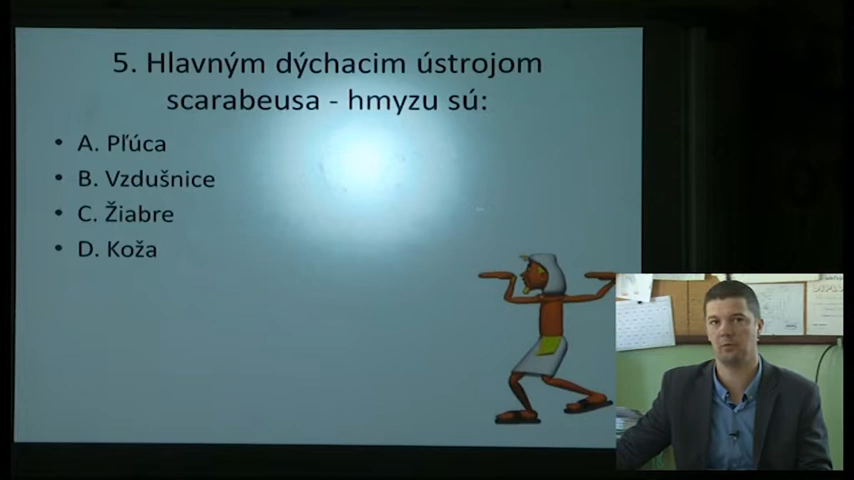 5. Hlavným dýchacim ústrojom
scarabeusa - hmyzu sú:
• A. Pľúca
• B. Vzdušnice
• C. Žiabre
• D. Koža